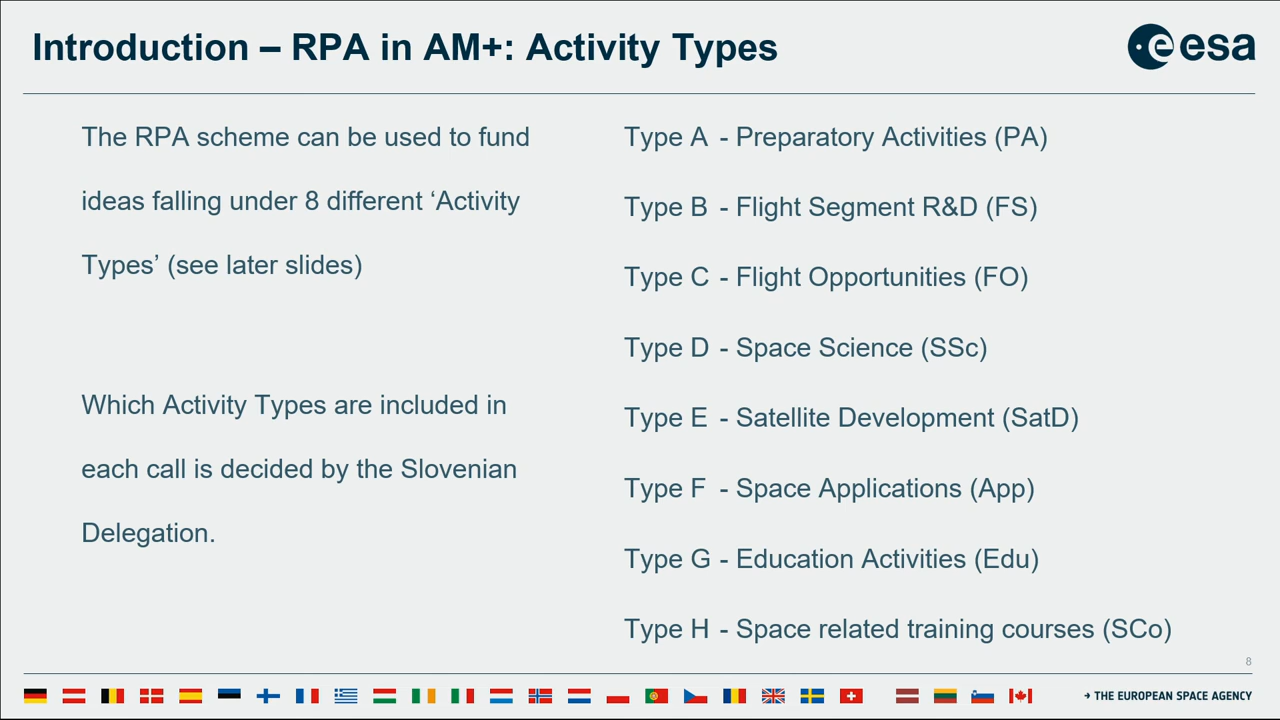 Introduction – RPA in AM+: Activity Types
esa
The RPA scheme can be used to fund
ideas falling under 8 different ‘Activity
Types’ (see later slides)
Which Activity Types are included in
each call is decided by the Slovenian
Delegation.
Type A - Preparatory Activities (PA)
Type B - Flight Segment R&D (FS)
Type C - Flight Opportunities (FO)
Type D - Space Science (SSc)
Type E - Satellite Development (SatD)
Type F - Space Applications (App)
Type G - Education Activities (Edu)
Type H - Space related training courses (SCo)
8
→ THE EUROPEAN SPACE AGENCY